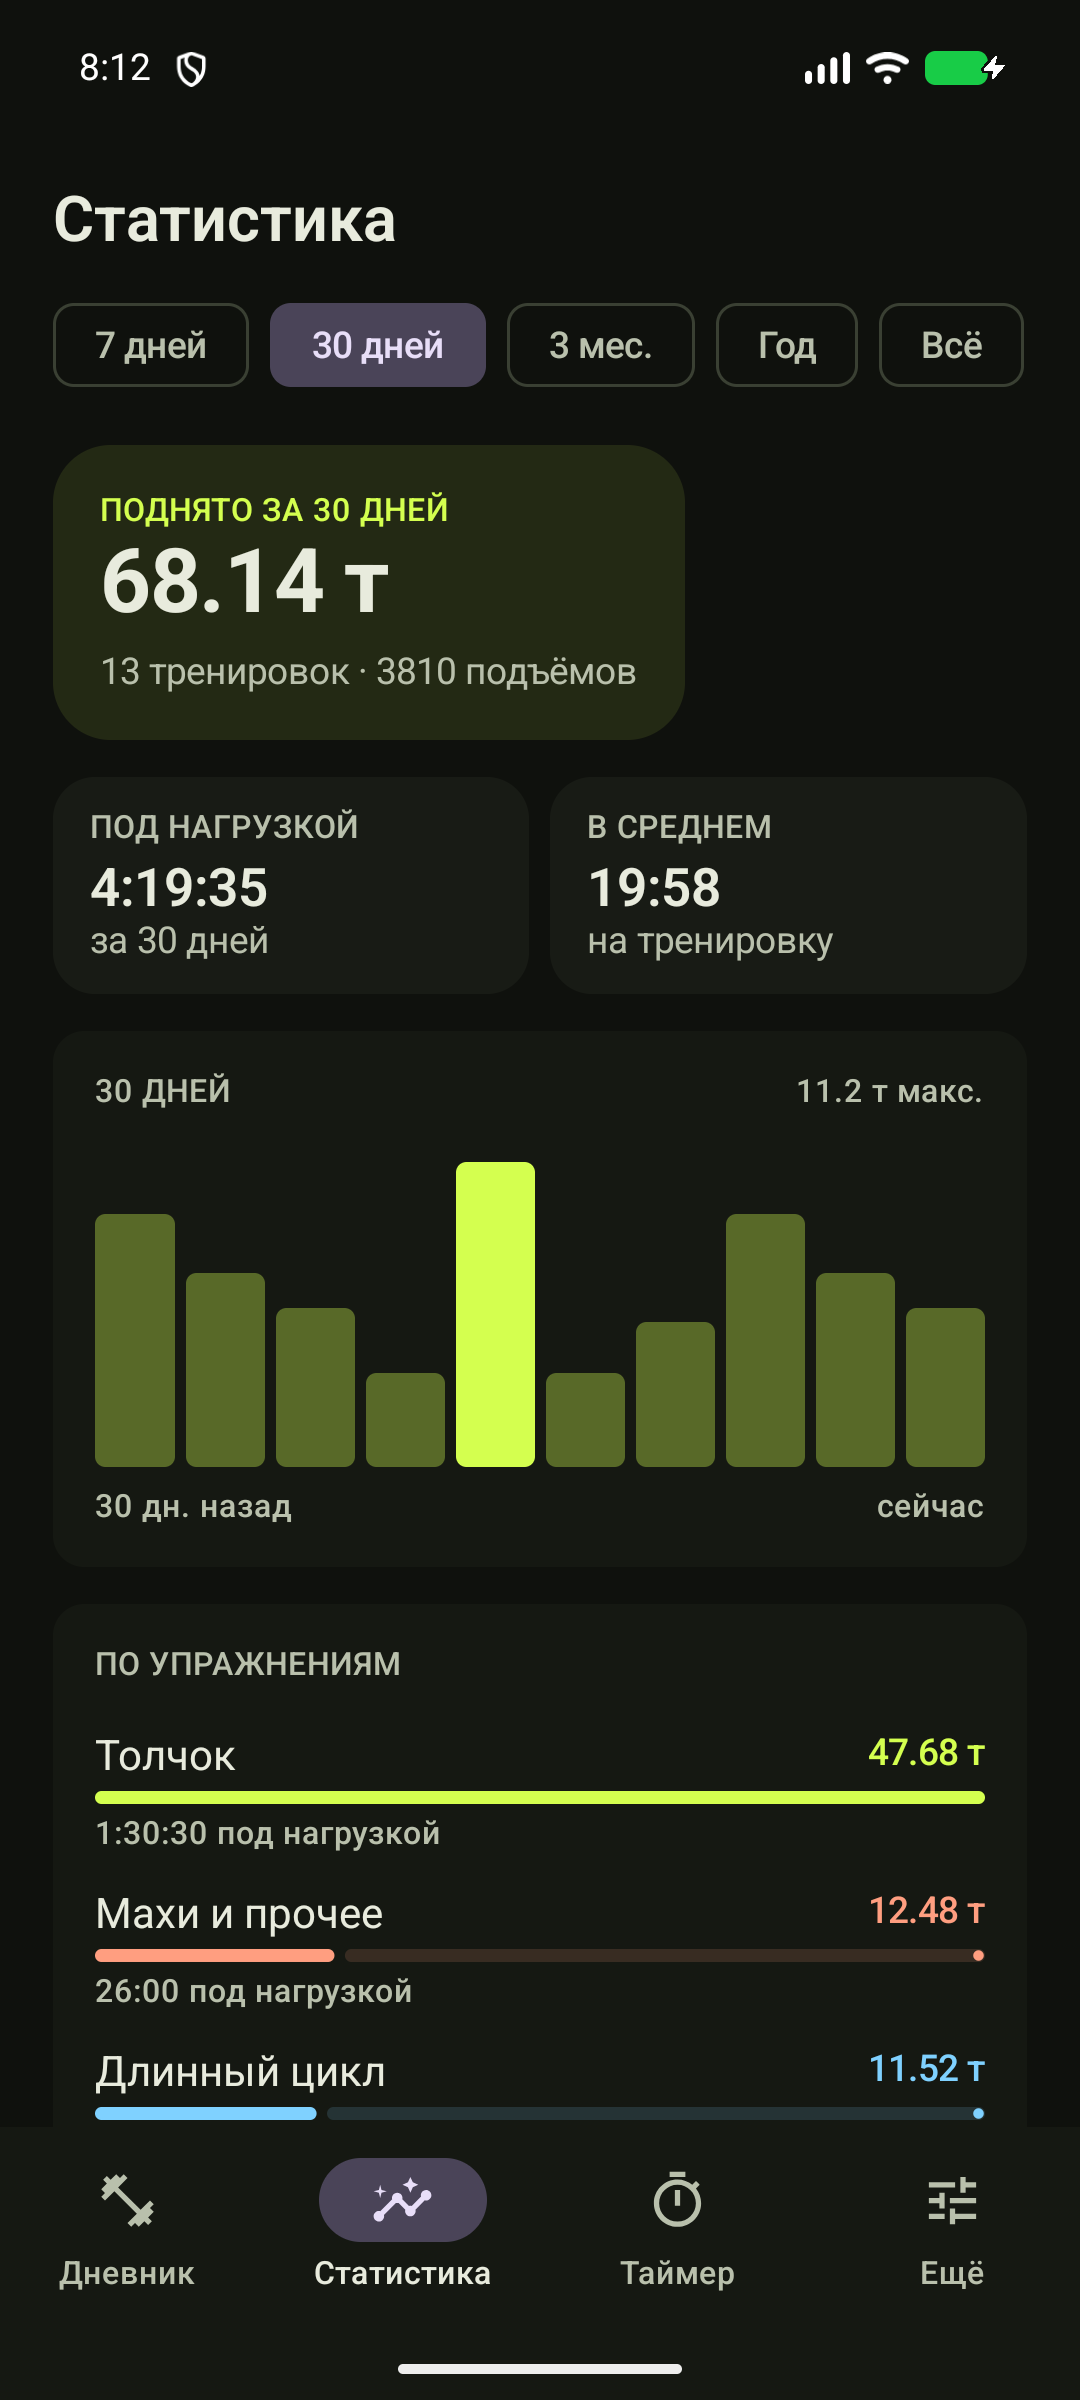 8:12
Статистика
7 дней
30 дней
3 мес.
Год
Всё
ПОДНЯТО ЗА 30 ДНЕЙ
68.14 т
13 тренировок · 3810 подъёмов
ПОД НАГРУЗКОЙ
4:19:35
за 30 дней
В СРЕДНЕМ
19:58
на тренировку
30 ДНЕЙ
11.2 т макс.
30 дн. назад
сейчас
ПО УПРАЖНЕНИЯМ
Толчок
47.68 т
1:30:30 под нагрузкой
Махи и прочее
12.48 т
26:00 под нагрузкой
Длинный цикл
11.52 т
Дневник
Статистика
Таймер
Ещё